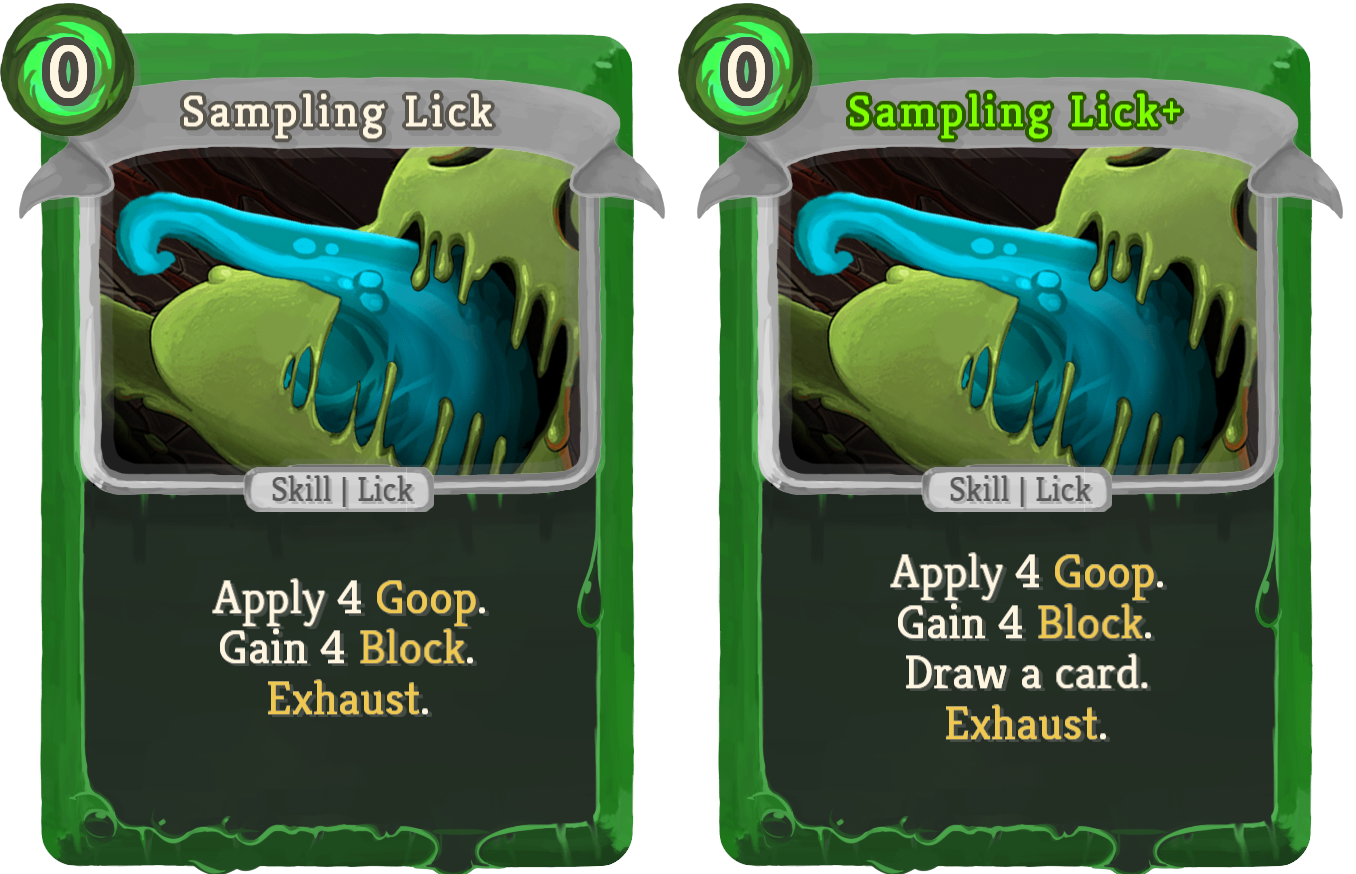 0
Sampling Lick
Skill | Lick
Apply 4 Goop.
Gain 4 Block.
Exhaust.
0
Sampling Lick+
Skill | Lick
Apply 4 Goop.
Gain 4 Block.
Draw a card.
Exhaust.